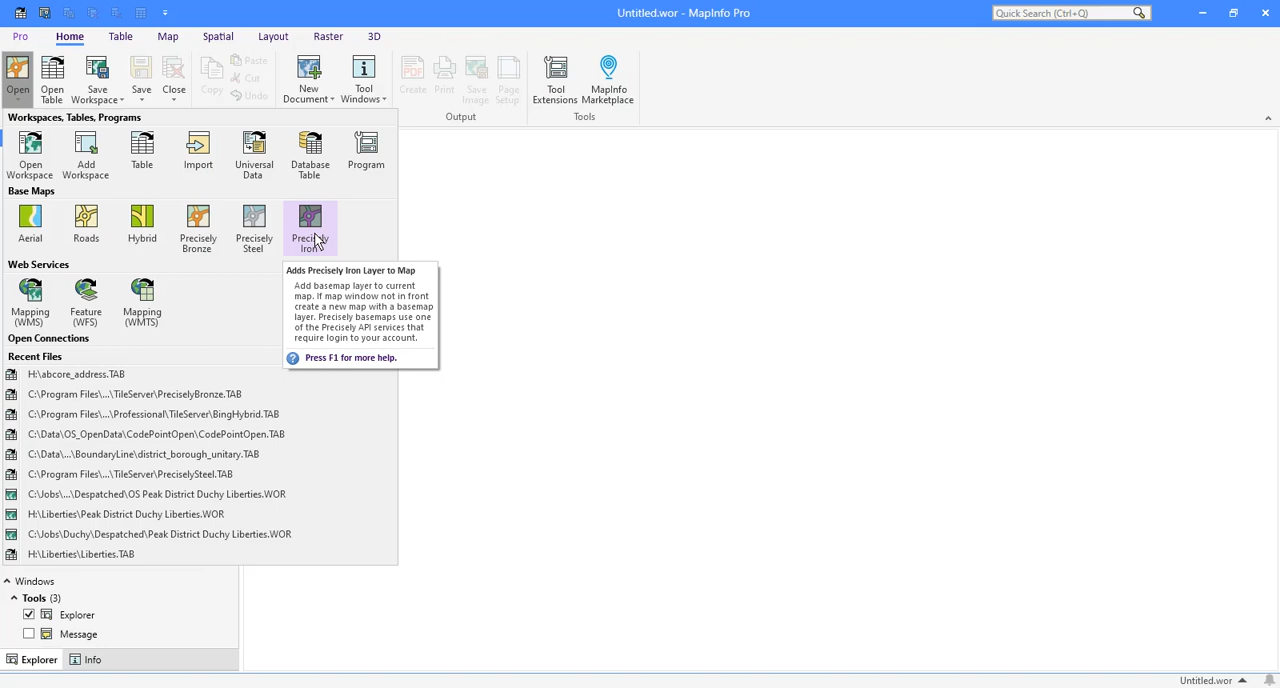 Untitled.wor - MapInfo Pro
Quick Search (Ctrl+Q)
Pro Home Table Map Spatial Layout Raster 3D
Open
Open Table
Save Workspace
Save
Close
Copy
Paste
Cut
Undo
New Document
Tool Windows
Create
Print
Save Image
Page Setup
Output
Tool Extensions
MapInfo Marketplace
Tools
Workspaces, Tables, Programs
Open Workspace
Add Workspace
Table
Import
Universal Data
Database Table
Program
Base Maps
Aerial
Roads
Hybrid
Precisely Bronze
Precisely Steel
Precisely Iron
Web Services
Mapping (WMS)
Feature (WFS)
Mapping (WMTS)
Adds Precisely Iron Layer to Map
Add basemap layer to current
map. If map window not in front
create a new map with a basemap
layer. Precisely basemaps use one
of the Precisely API services that
require login to your account.
Press F1 for more help.
Open Connections
Recent Files
H:\abcore_address.TAB
C:\Program Files\...\TileServer\PreciselyBronze.TAB
C:\Program Files\...\Professional\TileServer\BingHybrid.TAB
C:\Data\OS_OpenData\CodePointOpen\CodePointOpen.TAB
C:\Data\...\BoundaryLine\district_borough_unitary.TAB
C:\Program Files\...\TileServer\PreciselySteel.TAB
C:\Jobs\...\Despatched\OS Peak District Duchy Liberties.WOR
H:\Liberties\Peak District Duchy Liberties.WOR
C:\Jobs\Duchy\Despatched\Peak District Duchy Liberties.WOR
H:\Liberties\Liberties.TAB
Windows
Tools (3)
Explorer
Message
Explorer Info
Untitled.wor